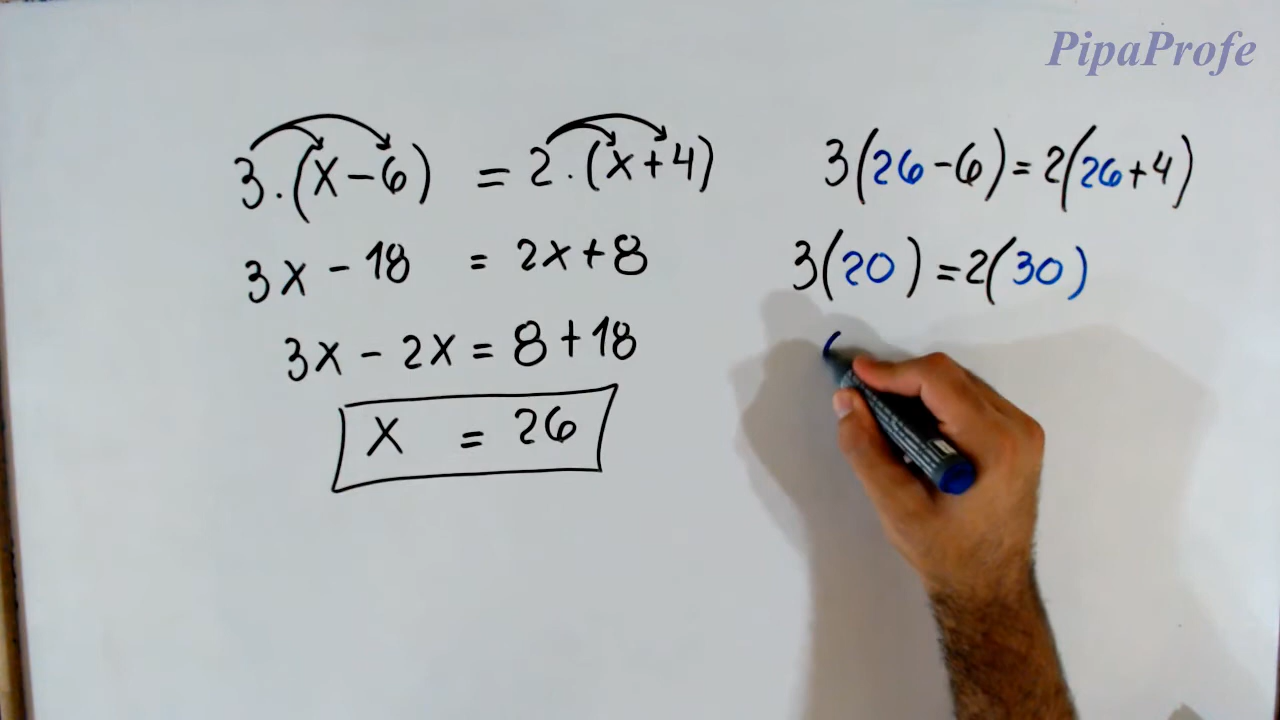 PipaProfe
3.(x-6) = 2.(x+4)
3x - 18 = 2x+8
3x - 2x = 8+18
x = 26
3(26-6)=2(26+4)
3(20)=2(30)